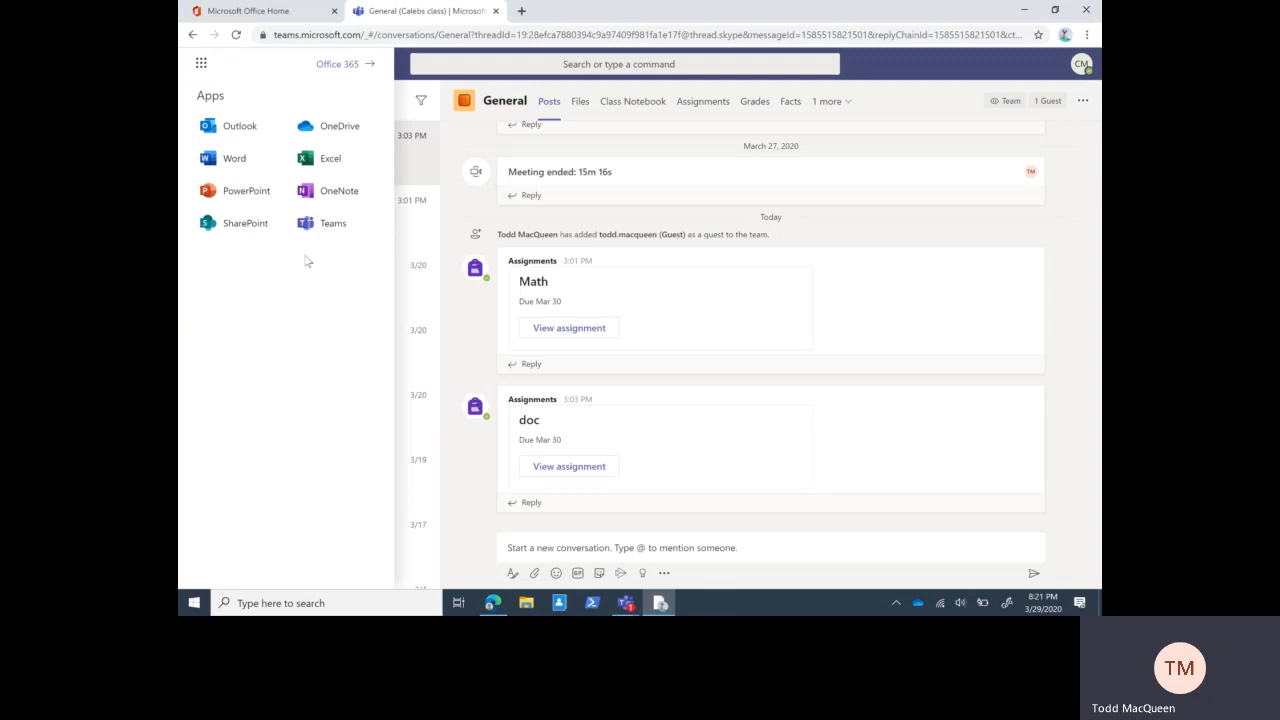 Microsoft Office Home
General (Calebs class) | Microsof
teams.microsoft.com/_#/conversations/General?threadId=19:28efca7880394c9a97409f981fa1e17f@thread.skype&messageId=1585515821501&replyChainId=1585515821501&ct...
Office 365 →
Search or type a command
CM
Apps
Outlook
OneDrive
Word
Excel
PowerPoint
OneNote
SharePoint
Teams
3:03 PM
3:01 PM
3/20
3/20
3/20
3/19
3/17
General
Posts
Files
Class Notebook
Assignments
Grades
Facts
1 more
Team
1 Guest
Reply
March 27, 2020
Meeting ended: 15m 16s
TM
Reply
Today
Todd MacQueen has added todd.macqueen (Guest) as a guest to the team.
Assignments 3:01 PM
Math
Due Mar 30
View assignment
Reply
Assignments 3:03 PM
doc
Due Mar 30
View assignment
Reply
Start a new conversation. Type @ to mention someone.
GIF
Type here to search
8:21 PM
3/29/2020
TM
Todd MacQueen